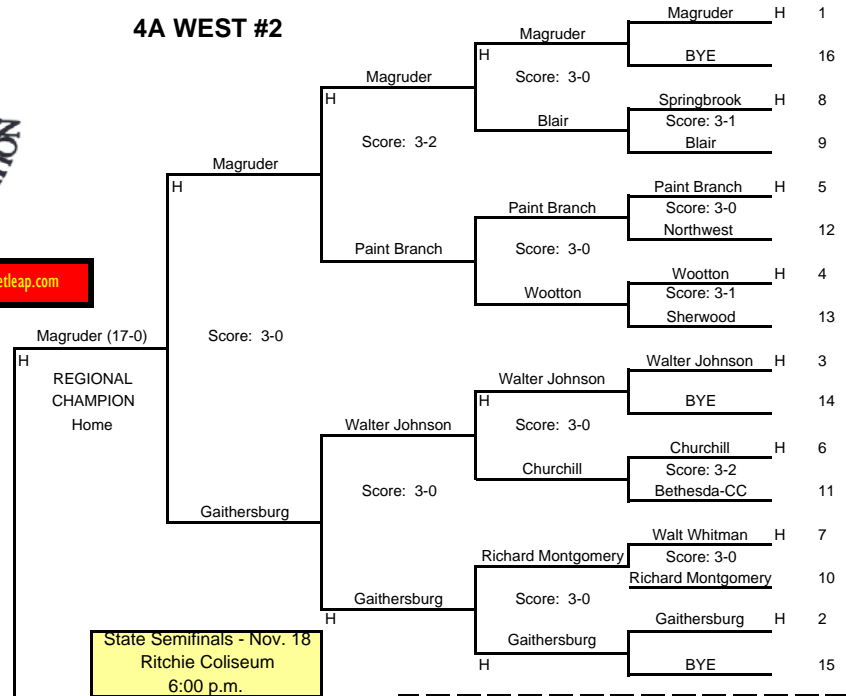 4A WEST #2
Magruder H 1
BYE 16
Springbrook H 8
Score: 3-1
Blair 9
Paint Branch H 5
Score: 3-0
Northwest 12
Wootton H 4
Score: 3-1
Sherwood 13
Walter Johnson H 3
BYE 14
Churchill H 6
Score: 3-2
Bethesda-CC 11
Walt Whitman H 7
Score: 3-0
Richard Montgomery 10
Gaithersburg H 2
BYE 15
Magruder
H
Score: 3-0
Blair
Paint Branch
Score: 3-0
Wootton
Walter Johnson
H
Score: 3-0
Churchill
Richard Montgomery
Score: 3-0
Gaithersburg
H
Magruder
H
Score: 3-2
Paint Branch
Walter Johnson
Score: 3-0
Gaithersburg
H
Magruder
H
Score: 3-0
Gaithersburg
Magruder (17-0)
H
REGIONAL
CHAMPION
Home
State Semifinals - Nov. 18
Ritchie Coliseum
6:00 p.m.